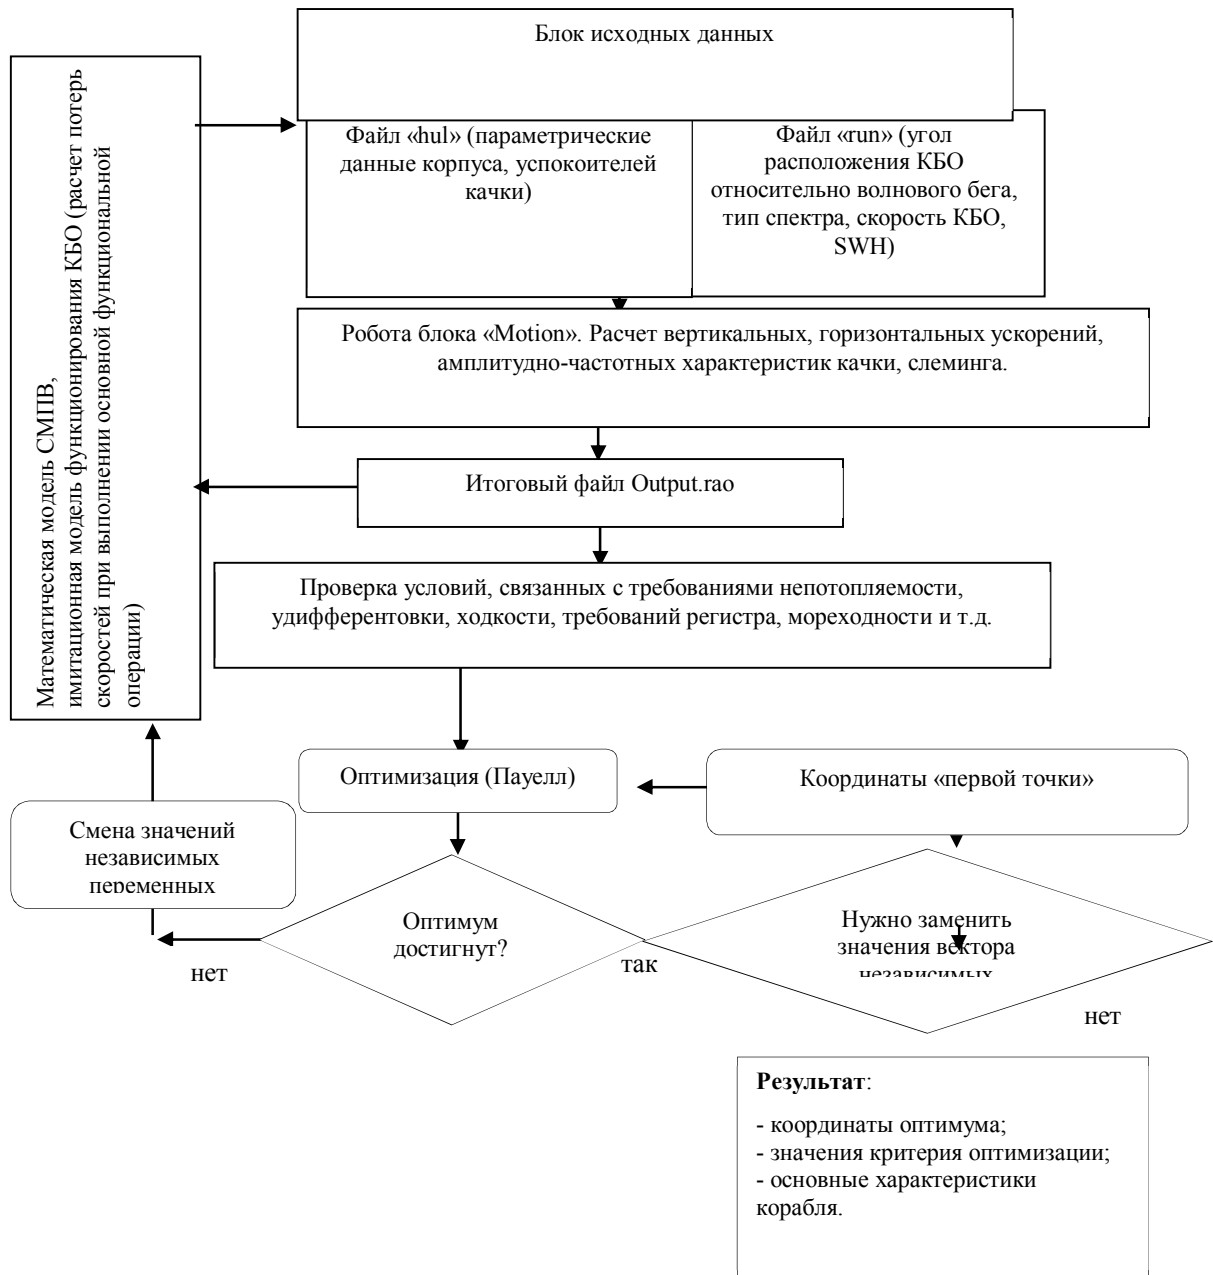 Блок исходных данных
Файл «hul» (параметрические
данные корпуса, успокоителей
качки)
Файл «run» (угол
расположения КБО
относительно волнового бега,
тип спектра, скорость КБО,
SWH)
Математическая модель СМПВ,
имитационная модель функционирования КБО (расчет потерь
скоростей при выполнении основной функциональной
операции)
Робота блока «Motion». Расчет вертикальных, горизонтальных ускорений,
амплитудно-частотных характеристик качки, слеминга.
Итоговый файл Output.rao
Проверка условий, связанных с требованиями непотопляемости,
удифферентовки, ходкости, требований регистра, мореходности и т.д.
Оптимизация (Пауелл)
Координаты «первой точки»
Смена значений
независимых
переменных
Оптимум
достигнут?
Нужно заменить
значения вектора
независимых
нет
так
нет
Результат:
- координаты оптимума;
- значения критерия оптимизации;
- основные характеристики
корабля.